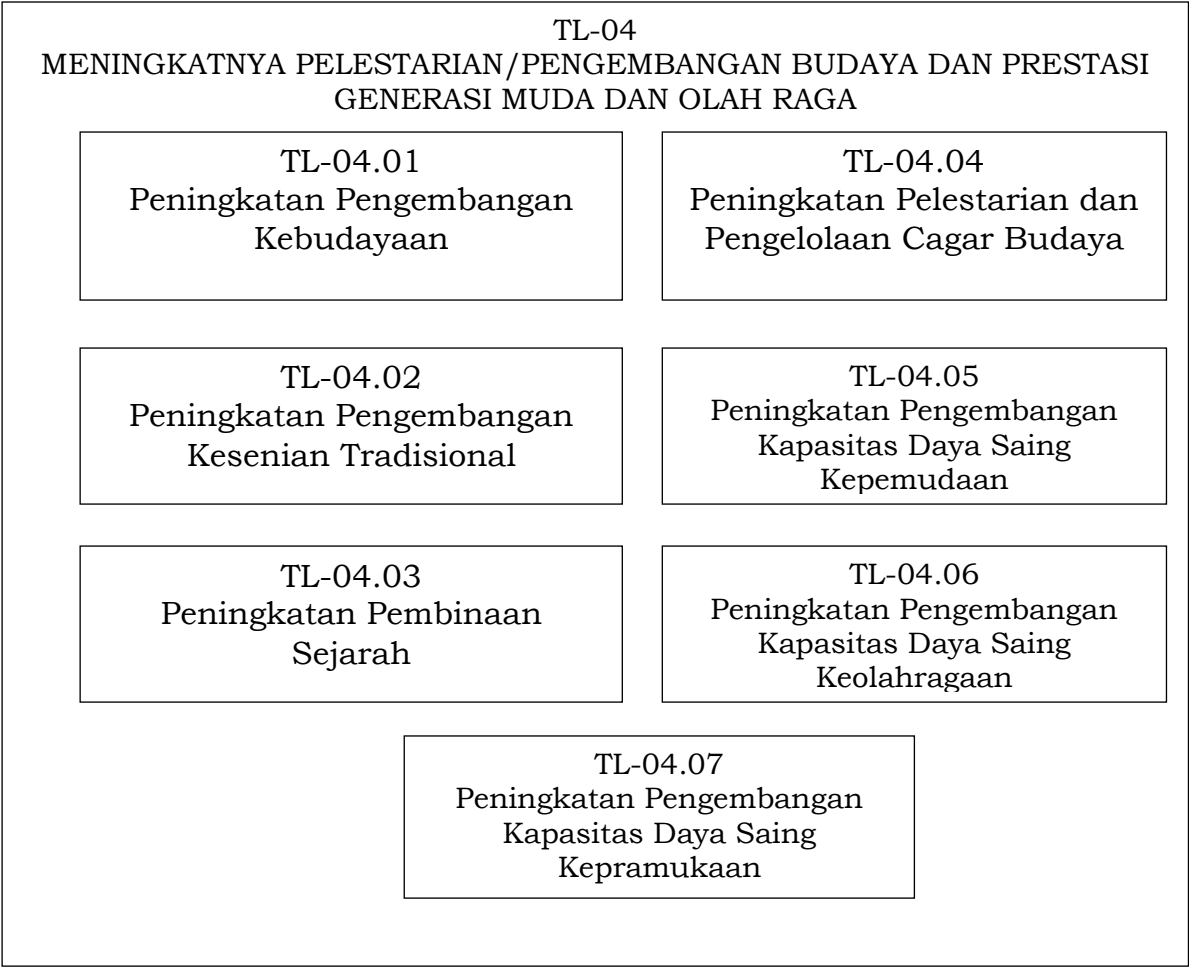 TL-04
MENINGKATNYA PELESTARIAN/PENGEMBANGAN BUDAYA DAN PRESTASI
GENERASI MUDA DAN OLAH RAGA
TL-04.01
Peningkatan Pengembangan
Kebudayaan
TL-04.04
Peningkatan Pelestarian dan
Pengelolaan Cagar Budaya
TL-04.02
Peningkatan Pengembangan
Kesenian Tradisional
TL-04.05
Peningkatan Pengembangan
Kapasitas Daya Saing
Kepemudaan
TL-04.03
Peningkatan Pembinaan
Sejarah
TL-04.06
Peningkatan Pengembangan
Kapasitas Daya Saing
Keolahragaan
TL-04.07
Peningkatan Pengembangan
Kapasitas Daya Saing
Kepramukaan